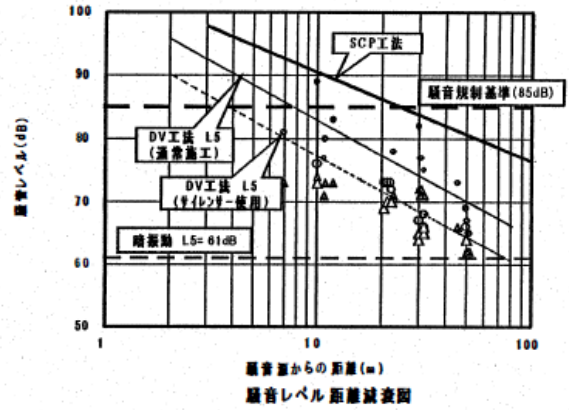 100
SCP工法
90
騒音規制基準(85dB)
騒音レベル(dB)
80
DV工法 L5
(通常施工)
70
DV工法 L5
(サイレンサー使用)
暗振動 L5=61dB
60
50
1
10
100
騒音源からの距離(m)
騒音レベル距離減衰図